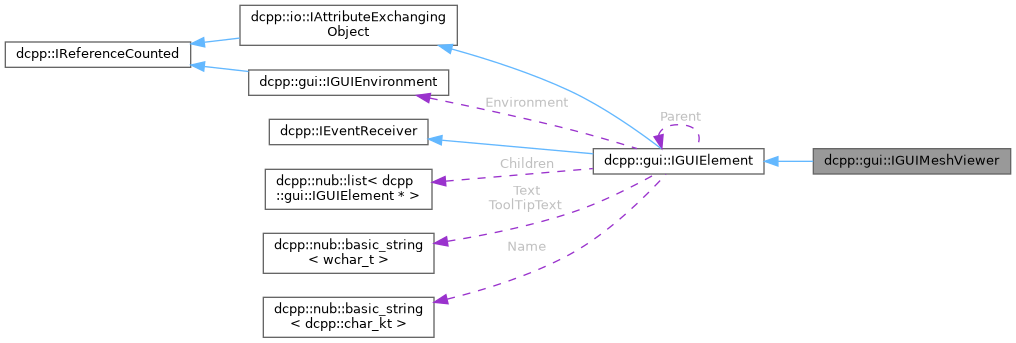 dcpp::io::IAttributeExchanging
Object
dcpp::IReferenceCounted
dcpp::gui::IGUIEnvironment
Environment
Parent
dcpp::IEventReceiver
dcpp::gui::IGUIElement
dcpp::gui::IGUIMeshViewer
Children
dcpp::nub::list< dcpp
::gui::IGUIElement * >
Text
ToolTipText
dcpp::nub::basic_string
< wchar_t >
Name
dcpp::nub::basic_string
< dcpp::char_kt >